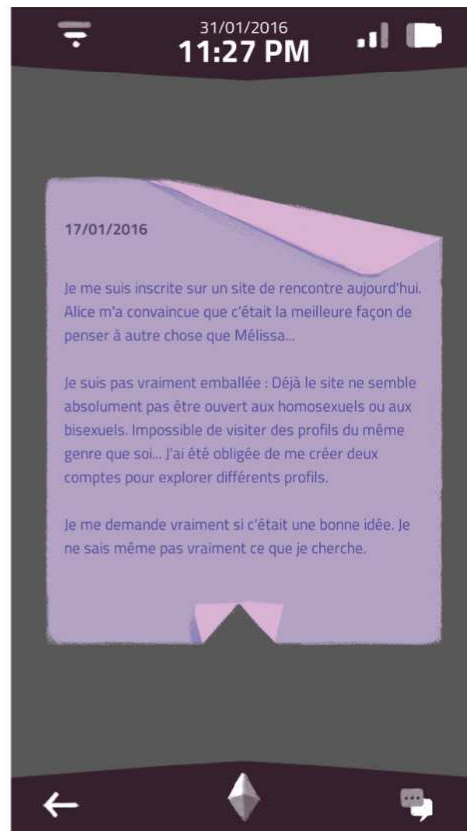 31/01/2016
11:27 PM
17/01/2016
Je me suis inscrite sur un site de rencontre aujourd'hui.
Alice m'a convaincue que c'était la meilleure façon de
penser à autre chose que Mélissa...
Je suis pas vraiment emballée : Déjà le site ne semble
absolument pas être ouvert aux homosexuels ou aux
bisexuels. Impossible de visiter des profils du même
genre que soi... J'ai été obligée de me créer deux
comptes pour explorer différents profils.
Je me demande vraiment si c'était une bonne idée. Je
ne sais même pas vraiment ce que je cherche.